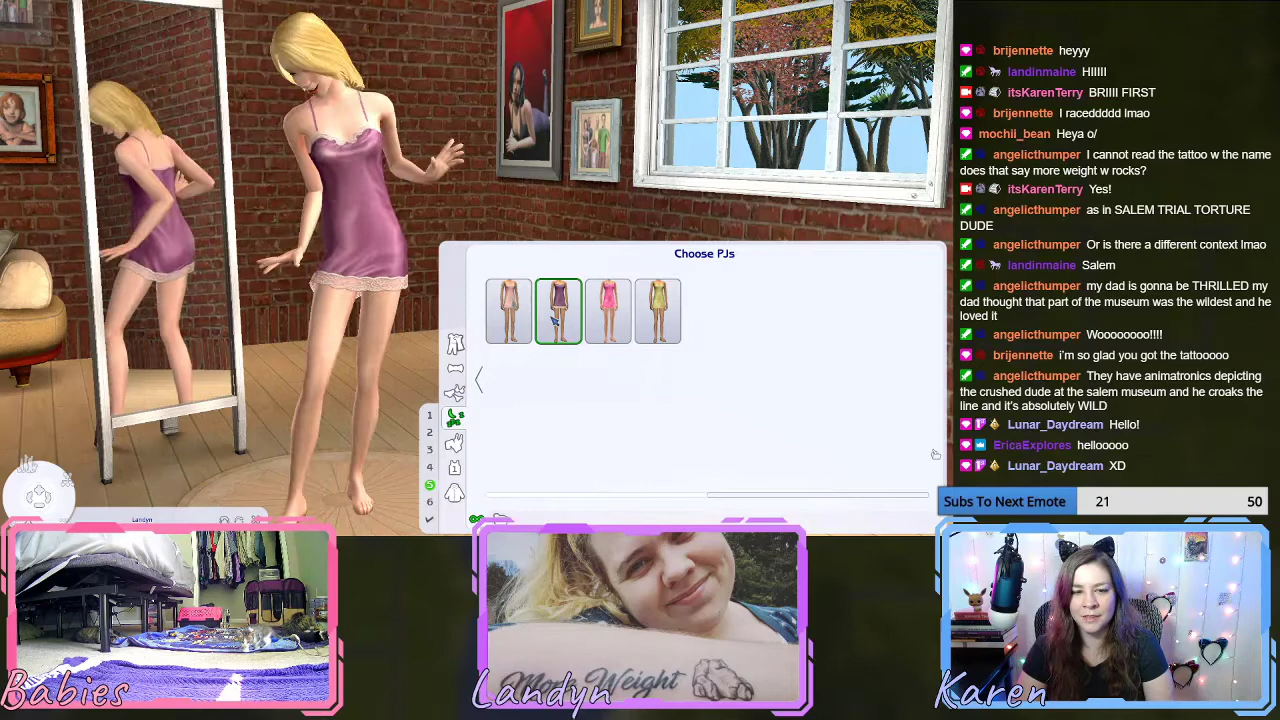 Choose PJs
1
2
3
4
5
6
Landyn
brijennette heyyy
landinmaine HIIIII
itsKarenTerry BRIIII FIRST
brijennette I raceddddd lmao
mochii_bean Heya o/
angelicthumper I cannot read the tattoo w the name
does that say more weight w rocks?
itsKarenTerry Yes!
angelicthumper as in SALEM TRIAL TORTURE
DUDE
angelicthumper Or is there a different context lmao
landinmaine Salem
angelicthumper my dad is gonna be THRILLED my
dad thought that part of the museum was the wildest and he
loved it
angelicthumper Woooooooo!!!!
brijennette i'm so glad you got the tattooooo
angelicthumper They have animatronics depicting
the crushed dude at the salem museum and he croaks the
line and it's absolutely WILD
Lunar_Daydream Hello!
EricaExplores hellooooo
Lunar_Daydream XD
Subs To Next Emote 21 50
More Weight
Babies
Landyn
Karen